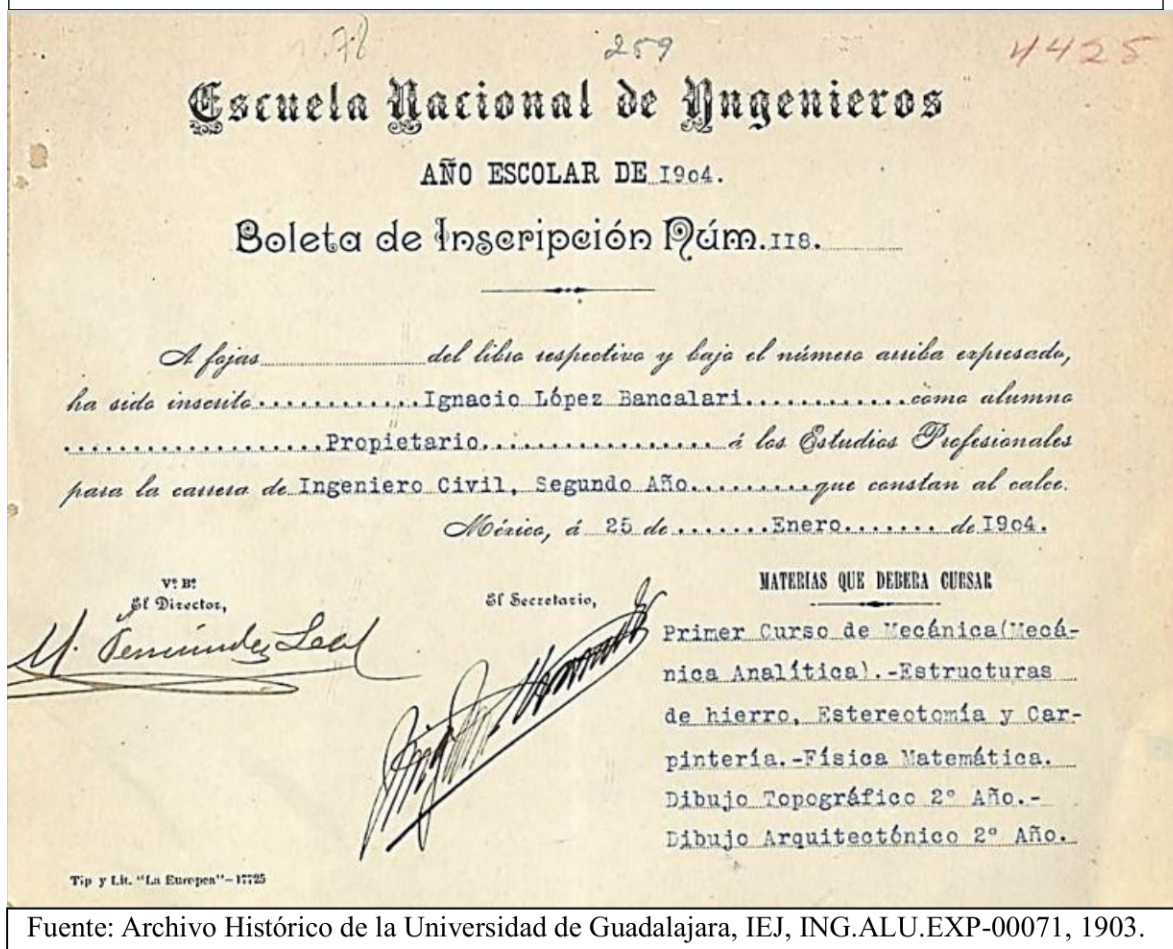 78 259 4425
Escuela Nacional de Yngenieros
AÑO ESCOLAR DE 1904.
Boleta de Inscripción Núm. 118.
A fojas del libro respectivo y bajo el número arriba expresado,
ha sido inscrito............Ignacio López Bancalari............como alumno
..................Propietario................. á los Estudios Profesionales
para la carrera de Ingeniero Civil, Segundo Año.........que constan al calce.
México, á 25 de .......Enero....... de 1904.
Vº Bº
El Director,
M. Fernández Leal
El Secretario,
MATERIAS QUE DEBERA CURSAR
Primer Curso de Mecánica(Mecá-
nica Analítica).-Estructuras
de hierro, Estereotomía y Car-
pintería.-Física Matemática.
Dibujo Topográfico 2º Año.-
Dibujo Arquitectónico 2º Año.
Tip y Lit. "La Europea"-17725
Fuente: Archivo Histórico de la Universidad de Guadalajara, IEJ, ING.ALU.EXP-00071, 1903.